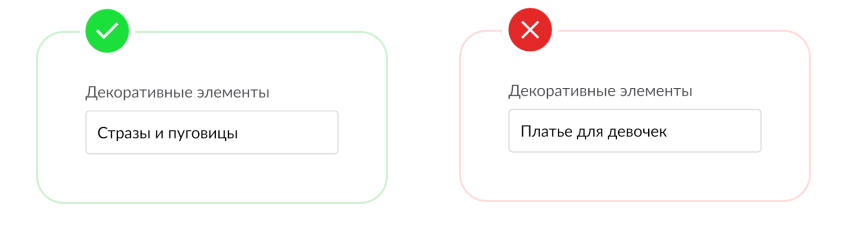 Декоративные элементы
Стразы и пуговицы
Декоративные элементы
Платье для девочек